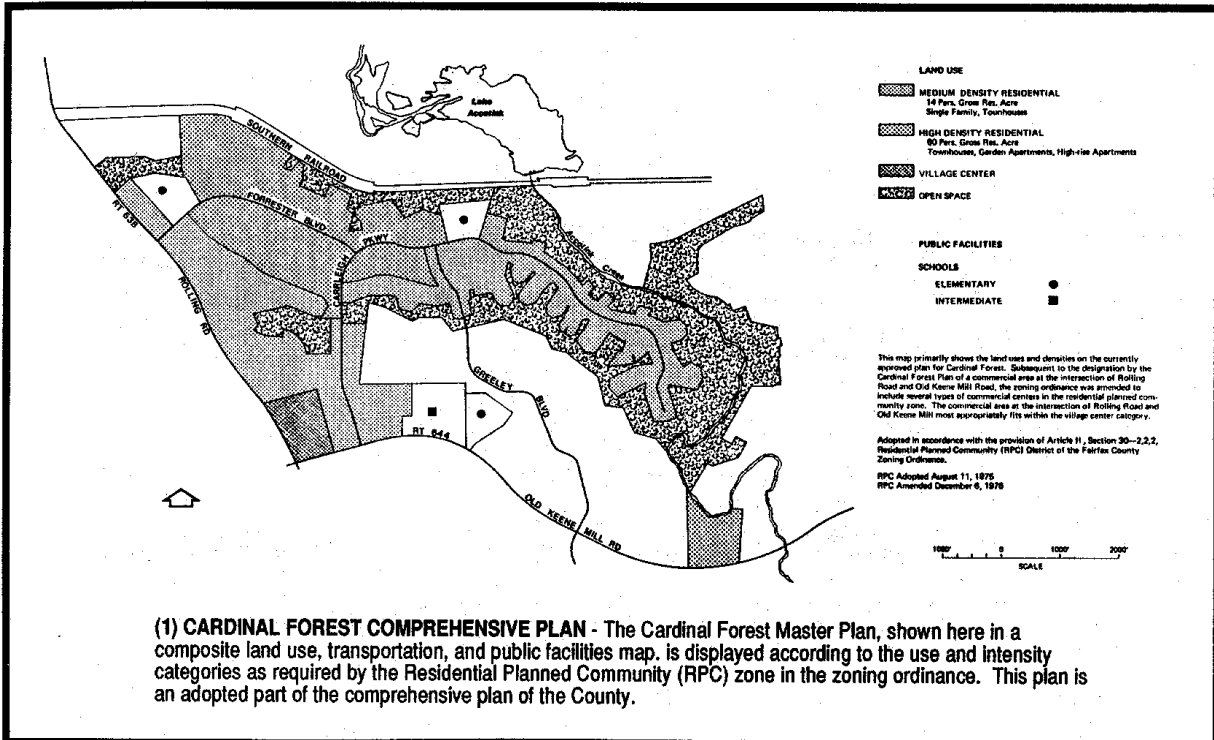 Lake
Accotink
SOUTHERN RAILROAD
FORRESTER BLVD
RT 638
ROLLING RD
CARRLEIGH PKWY
Accotink Creek
GREELEY BLVD
RT 644
OLD KEENE MILL RD
LAND USE
MEDIUM DENSITY RESIDENTIAL
14 Pers. Gross Res. Acre
Single Family, Townhouses
HIGH DENSITY RESIDENTIAL
60 Pers. Gross Res. Acre
Townhouses, Garden Apartments, High-rise Apartments
VILLAGE CENTER
OPEN SPACE
PUBLIC FACILITIES
SCHOOLS
ELEMENTARY
INTERMEDIATE
This map primarily shows the land uses and densities on the currently
approved plan for Cardinal Forest. Subsequent to the designation by the
Cardinal Forest Plan of a commercial area at the intersection of Rolling
Road and Old Keene Mill Road, the zoning ordinance was amended to
include several types of commercial centers in the residential planned com-
munity zone. The commercial area at the intersection of Rolling Road and
Old Keene Mill most appropriately fits within the village center category.
Adopted in accordance with the provision of Article II, Section 30—2.2.2,
Residential Planned Community (RPC) District of the Fairfax County
Zoning Ordinance.
RPC Adopted August 11, 1975
RPC Amended December 6, 1976
1000' 0 1000' 2000'
SCALE
(1) CARDINAL FOREST COMPREHENSIVE PLAN - The Cardinal Forest Master Plan, shown here in a
composite land use, transportation, and public facilities map. is displayed according to the use and intensity
categories as required by the Residential Planned Community (RPC) zone in the zoning ordinance. This plan is
an adopted part of the comprehensive plan of the County.